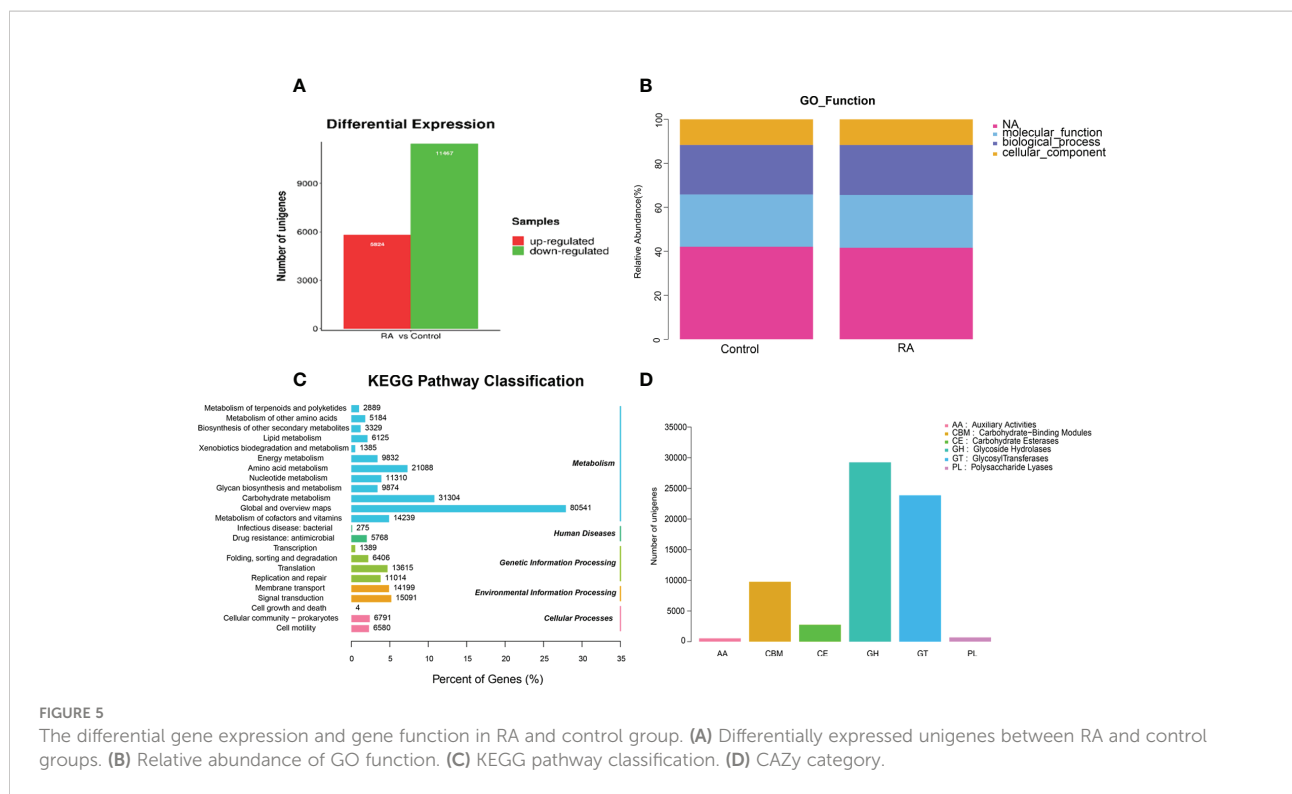 A
Differential Expression
Number of unigenes
9000
6000
3000
0
5824
11467
RA vs Control
Samples
up-regulated
down-regulated
B
GO_Function
Relative Abundance(%)
100
80
60
40
20
0
Control
RA
NA
molecular_function
biological_process
cellular_component
C
KEGG Pathway Classification
Metabolism of terpenoids and polyketides 2889
Metabolism of other amino acids 5184
Biosynthesis of other secondary metabolites 3329
Lipid metabolism 6125
Xenobiotics biodegradation and metabolism 1385
Energy metabolism 9832
Amino acid metabolism 21088
Nucleotide metabolism 11310
Glycan biosynthesis and metabolism 9874
Carbohydrate metabolism 31304
Global and overview maps 80541
Metabolism of cofactors and vitamins 14239
Infectious disease: bacterial 275
Drug resistance: antimicrobial 5768
Transcription 1389
Folding, sorting and degradation 6406
Translation 13615
Replication and repair 11014
Membrane transport 14199
Signal transduction 15091
Cell growth and death 4
Cellular community − prokaryotes 6791
Cell motility 6580
Metabolism
Human Diseases
Genetic Information Processing
Environmental Information Processing
Cellular Processes
0 5 10 15 20 25 30 35
Percent of Genes (%)
D
Number of unigenes
35000
30000
25000
20000
15000
10000
5000
0
AA CBM CE GH GT PL
AA : Auxiliary Activities
CBM : Carbohydrate−Binding Modules
CE : Carbohydrate Esterases
GH : Glycoside Hydrolases
GT : GlycosylTransferases
PL : Polysaccharide Lyases
FIGURE 5
The differential gene expression and gene function in RA and control group. (A) Differentially expressed unigenes between RA and control
groups. (B) Relative abundance of GO function. (C) KEGG pathway classification. (D) CAZy category.